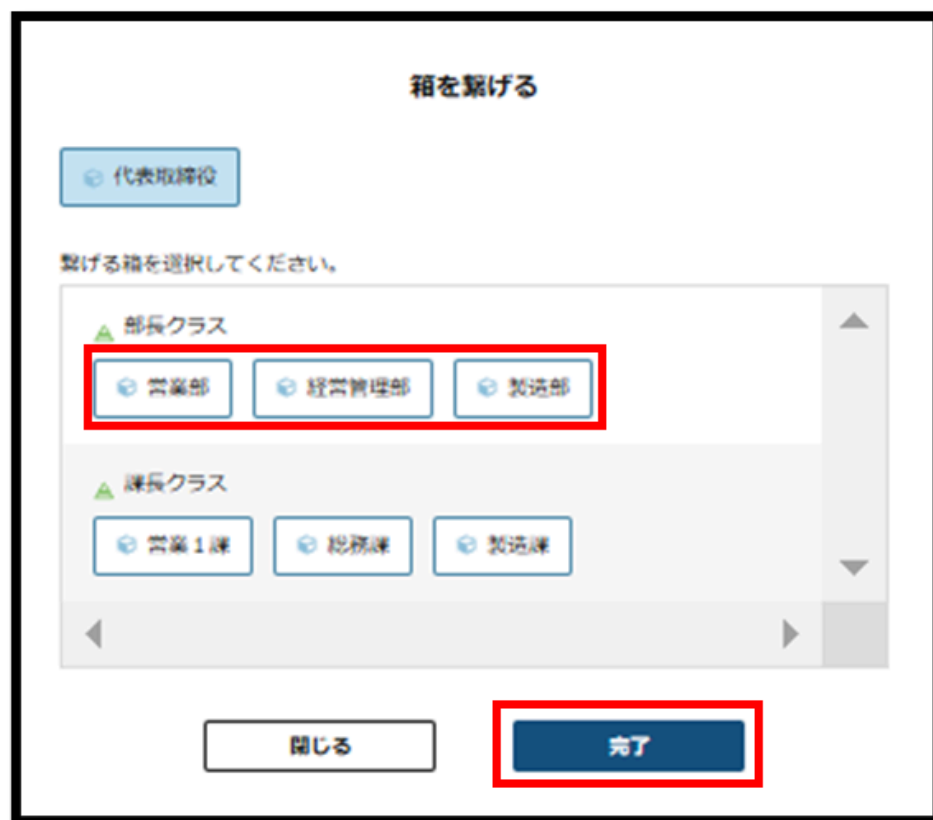 箱を繋げる
代表取締役
繋げる箱を選択してください。
部長クラス
営業部 経営管理部 製造部
課長クラス
営業１課 総務課 製造課
閉じる 完了